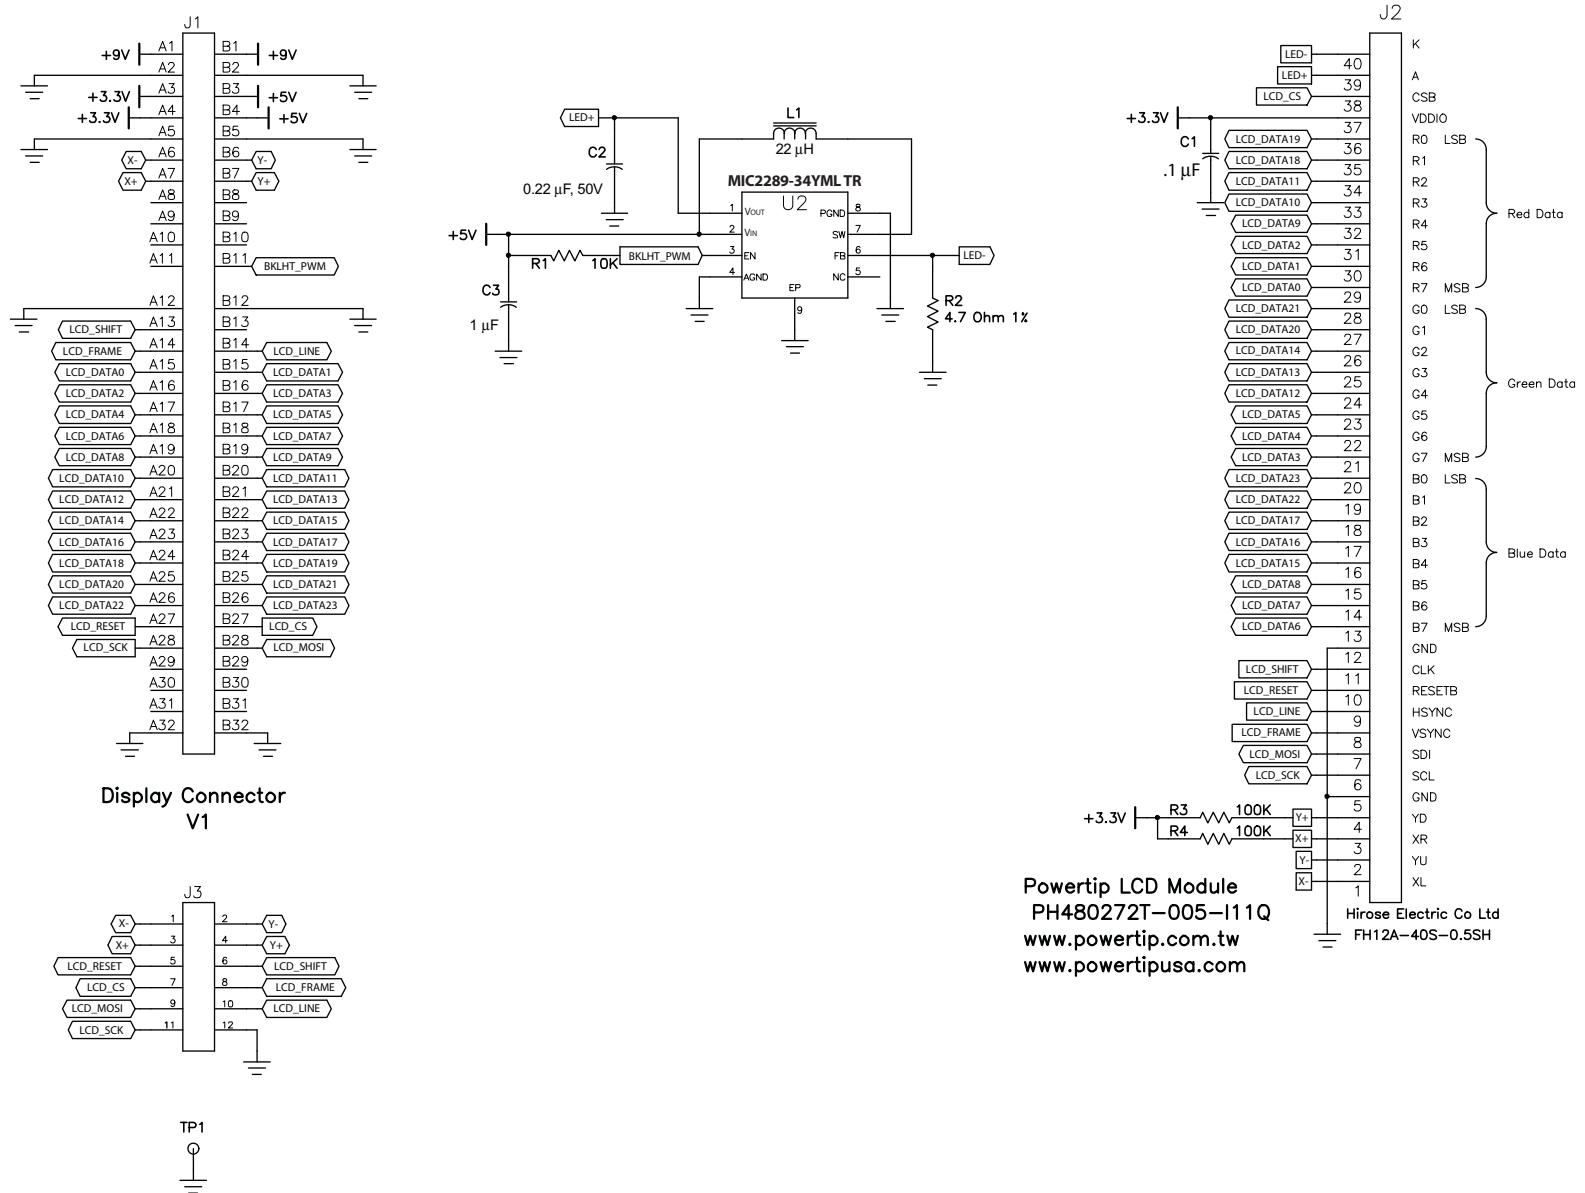 J1
+9V A1 B1 +9V
A2 B2
+3.3V A3 B3 +5V
+3.3V A4 B4 +5V
A5 B5
X- A6 B6 Y-
X+ A7 B7 Y+
A8 B8
A9 B9
A10 B10
A11 B11 BKLHT_PWM
A12 B12
LCD_SHIFT A13 B13
LCD_FRAME A14 B14 LCD_LINE
LCD_DATA0 A15 B15 LCD_DATA1
LCD_DATA2 A16 B16 LCD_DATA3
LCD_DATA4 A17 B17 LCD_DATA5
LCD_DATA6 A18 B18 LCD_DATA7
LCD_DATA8 A19 B19 LCD_DATA9
LCD_DATA10 A20 B20 LCD_DATA11
LCD_DATA12 A21 B21 LCD_DATA13
LCD_DATA14 A22 B22 LCD_DATA15
LCD_DATA16 A23 B23 LCD_DATA17
LCD_DATA18 A24 B24 LCD_DATA19
LCD_DATA20 A25 B25 LCD_DATA21
LCD_DATA22 A26 B26 LCD_DATA23
LCD_RESET A27 B27 LCD_CS
LCD_SCK A28 B28 LCD_MOSI
A29 B29
A30 B30
A31 B31
A32 B32
Display Connector
V1
J3
X- 1 2 Y-
X+ 3 4 Y+
LCD_RESET 5 6 LCD_SHIFT
LCD_CS 7 8 LCD_FRAME
LCD_MOSI 9 10 LCD_LINE
LCD_SCK 11 12
TP1
LED+
L1
22 µH
C2
0.22 µF, 50V
MIC2289-34YML TR
U2
1 VOUT PGND 8
+5V 2 VIN SW 7
R1 10K BKLHT_PWM 3 EN FB 6 LED-
4 AGND NC 5
EP
9
C3
1 µF
R2
4.7 Ohm 1%
J2
LED- 40 K
LED+ 39 A
LCD_CS 38 CSB
+3.3V 37 VDDIO
C1
.1 µF
LCD_DATA19 36 R0 LSB
LCD_DATA18 35 R1
LCD_DATA11 34 R2
LCD_DATA10 33 R3
Red Data
LCD_DATA9 32 R4
LCD_DATA2 31 R5
LCD_DATA1 30 R6
LCD_DATA0 29 R7 MSB
LCD_DATA21 28 G0 LSB
LCD_DATA20 27 G1
LCD_DATA14 26 G2
LCD_DATA13 25 G3
Green Data
LCD_DATA12 24 G4
LCD_DATA5 23 G5
LCD_DATA4 22 G6
LCD_DATA3 21 G7 MSB
LCD_DATA23 20 B0 LSB
LCD_DATA22 19 B1
LCD_DATA17 18 B2
LCD_DATA16 17 B3
Blue Data
LCD_DATA15 16 B4
LCD_DATA8 15 B5
LCD_DATA7 14 B6
LCD_DATA6 13 B7 MSB
12 GND
LCD_SHIFT 11 CLK
LCD_RESET 10 RESETB
LCD_LINE 9 HSYNC
LCD_FRAME 8 VSYNC
LCD_MOSI 7 SDI
LCD_SCK 6 SCL
5 GND
+3.3V R3 100K Y+ 4 YD
R4 100K X+ 3 XR
Y- 2 YU
X- 1 XL
Powertip LCD Module
PH480272T-005-I11Q
www.powertip.com.tw
www.powertipusa.com
Hirose Electric Co Ltd
FH12A-40S-0.5SH